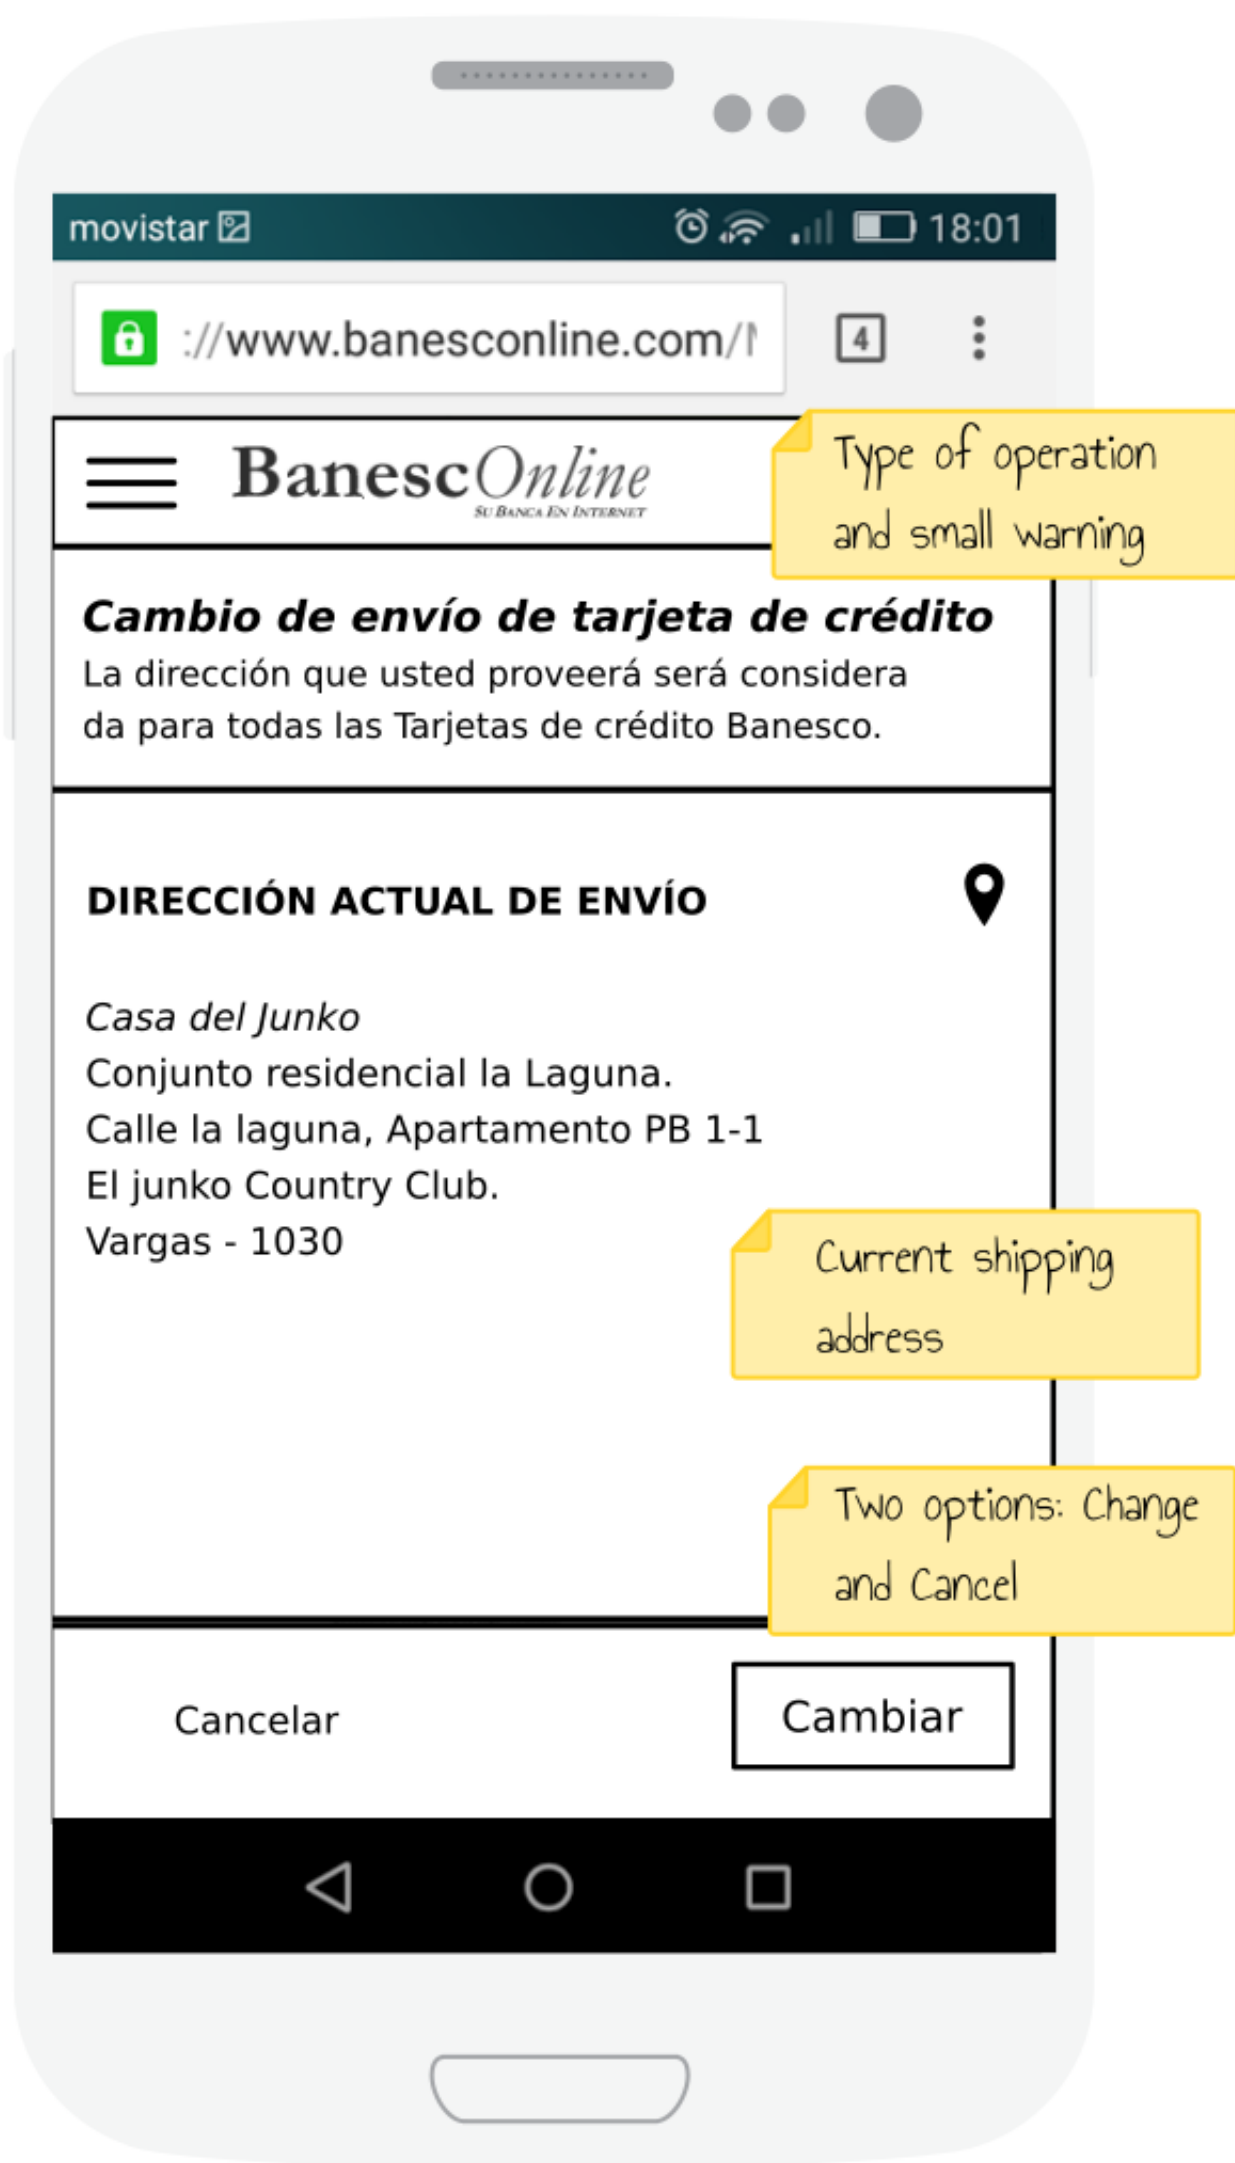 movistar
18:01
://www.banesconline.com/
4
BanescOnline
SU BANCA EN INTERNET
Type of operation
and small warning
Cambio de envío de tarjeta de crédito
La dirección que usted proveerá será considera
da para todas las Tarjetas de crédito Banesco.
DIRECCIÓN ACTUAL DE ENVÍO
Casa del Junko
Conjunto residencial la Laguna.
Calle la laguna, Apartamento PB 1-1
El junko Country Club.
Vargas - 1030
Current shipping
address
Two options: Change
and Cancel
Cancelar
Cambiar